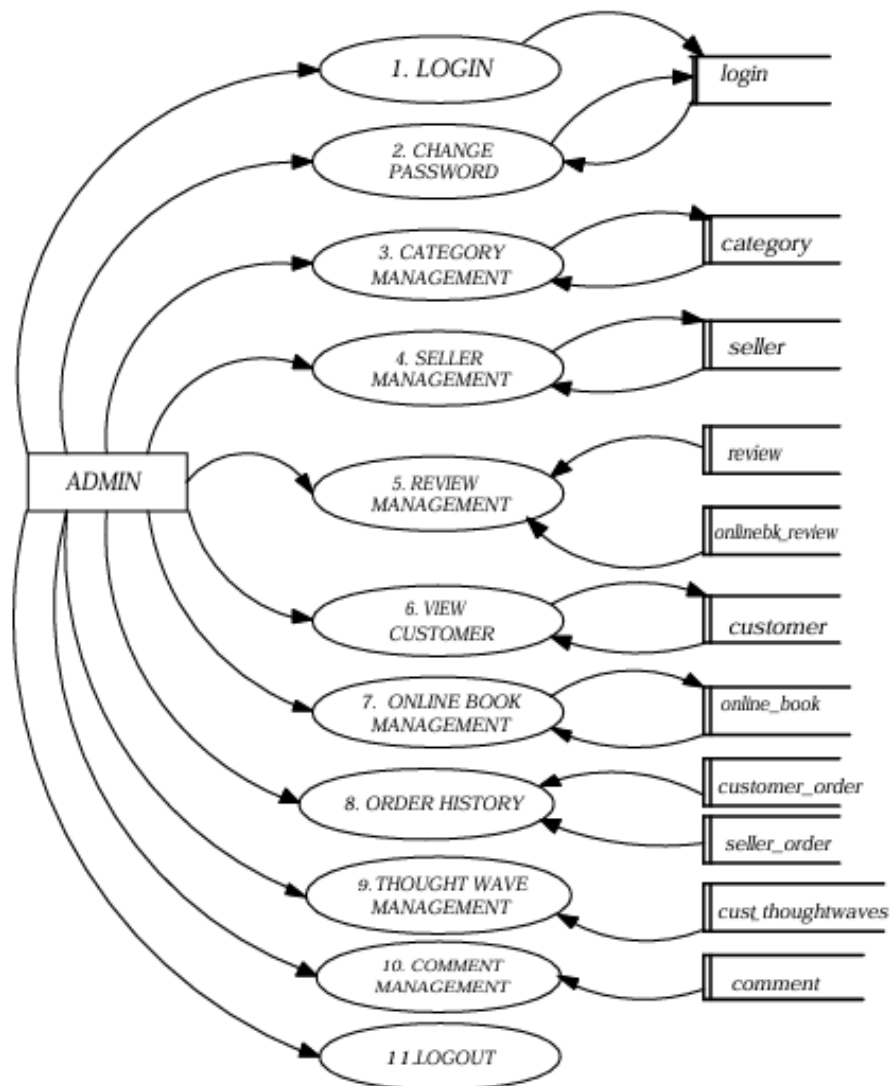 1. LOGIN
login
2. CHANGE
PASSWORD
3. CATEGORY
MANAGEMENT
category
4. SELLER
MANAGEMENT
seller
ADMIN
5. REVIEW
MANAGEMENT
review
onlinebk_review
6. VIEW
CUSTOMER
customer
7. ONLINE BOOK
MANAGEMENT
online_book
8. ORDER HISTORY
customer_order
seller_order
9.THOUGHT WAVE
MANAGEMENT
cust_thoughtwaves
10. COMMENT
MANAGEMENT
comment
11.LOGOUT